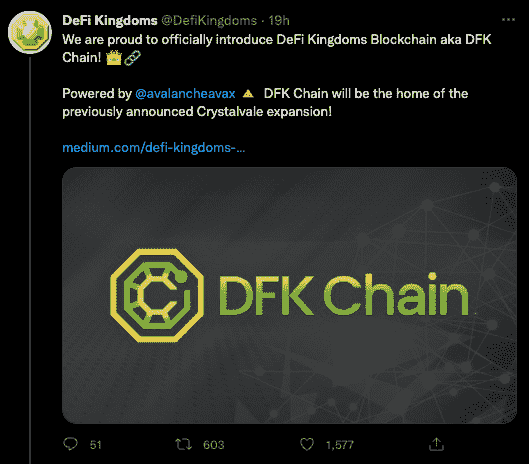 DeFi Kingdoms @DefiKingdoms · 19h
We are proud to officially introduce DeFi Kingdoms Blockchain aka DFK
Chain! 👑🔗
Powered by @avalancheavax 🔺 DFK Chain will be the home of the
previously announced Crystalvale expansion!
medium.com/defi-kingdoms-...
DFK Chain
51 603 1,577